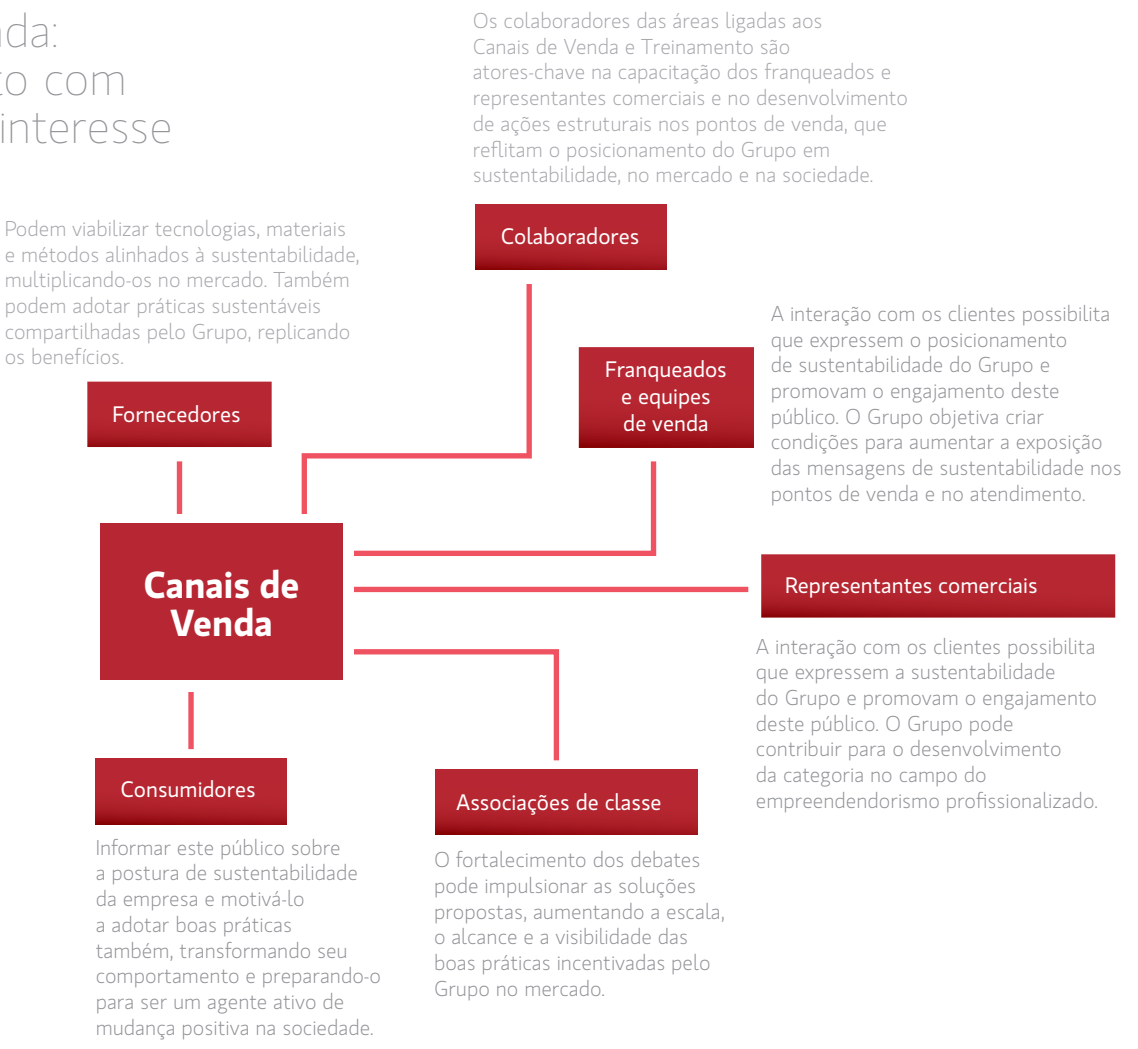 da:
o com
interesse
Os colaboradores das áreas ligadas aos
Canais de Venda e Treinamento são
atores-chave na capacitação dos franqueados e
representantes comerciais e no desenvolvimento
de ações estruturais nos pontos de venda, que
reflitam o posicionamento do Grupo em
sustentabilidade, no mercado e na sociedade.
Colaboradores
Podem viabilizar tecnologias, materiais
e métodos alinhados à sustentabilidade,
multiplicando-os no mercado. Também
podem adotar práticas sustentáveis
compartilhadas pelo Grupo, replicando
os benefícios.
Fornecedores
Franqueados
e equipes
de venda
A interação com os clientes possibilita
que expressem o posicionamento
de sustentabilidade do Grupo e
promovam o engajamento deste
público. O Grupo objetiva criar
condições para aumentar a exposição
das mensagens de sustentabilidade nos
pontos de venda e no atendimento.
Canais de
Venda
Representantes comerciais
A interação com os clientes possibilita
que expressem a sustentabilidade
do Grupo e promovam o engajamento
deste público. O Grupo pode
contribuir para o desenvolvimento
da categoria no campo do
empreendendorismo profissionalizado.
Consumidores
Informar este público sobre
a postura de sustentabilidade
da empresa e motivá-lo
a adotar boas práticas
também, transformando seu
comportamento e preparando-o
para ser um agente ativo de
mudança positiva na sociedade.
Associações de classe
O fortalecimento dos debates
pode impulsionar as soluções
propostas, aumentando a escala,
o alcance e a visibilidade das
boas práticas incentivadas pelo
Grupo no mercado.